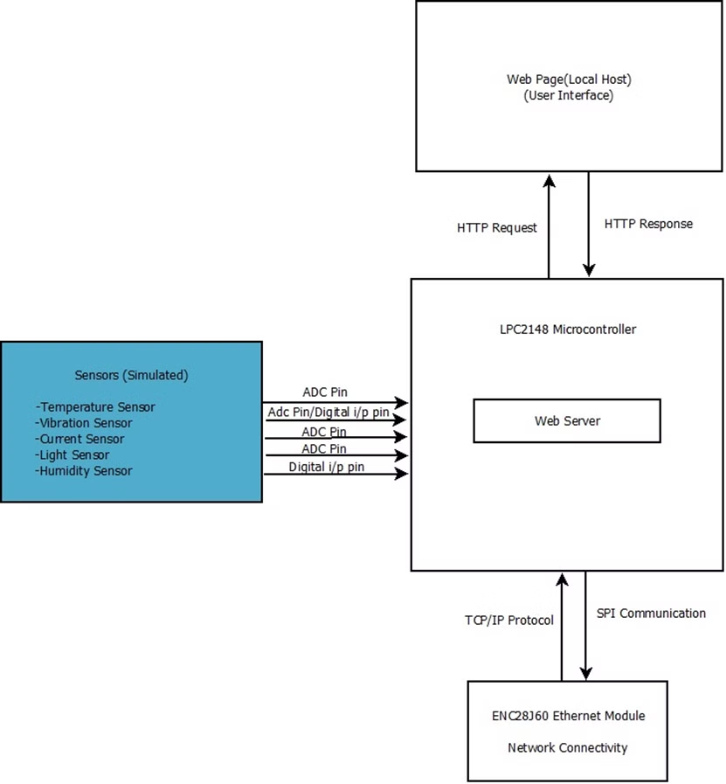 Web Page(Local Host)
(User Interface)
HTTP Request
HTTP Response
LPC2148 Microcontroller
Web Server
Sensors (Simulated)
-Temperature Sensor
-Vibration Sensor
-Current Sensor
-Light Sensor
-Humidity Sensor
ADC Pin
Adc Pin/Digital i/p pin
ADC Pin
ADC Pin
Digital i/p pin
TCP/IP Protocol
SPI Communication
ENC28J60 Ethernet Module
Network Connectivity